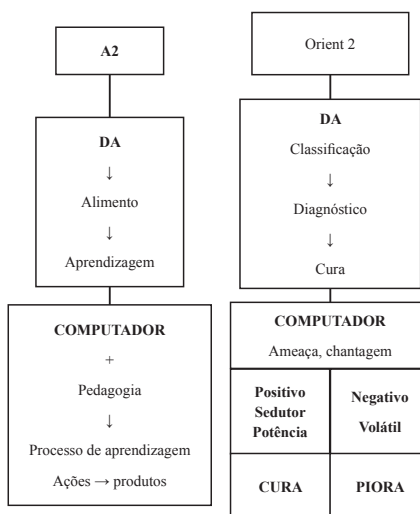 A2
DA
↓
Alimento
↓
Aprendizagem
COMPUTADOR
+
Pedagogia
↓
Processo de aprendizagem
Ações → produtos
Orient 2
DA
Classificação
↓
Diagnóstico
↓
Cura
COMPUTADOR
Ameaça, chantagem
Positivo
Sedutor
Potência
Negativo
Volátil
CURA
PIORA